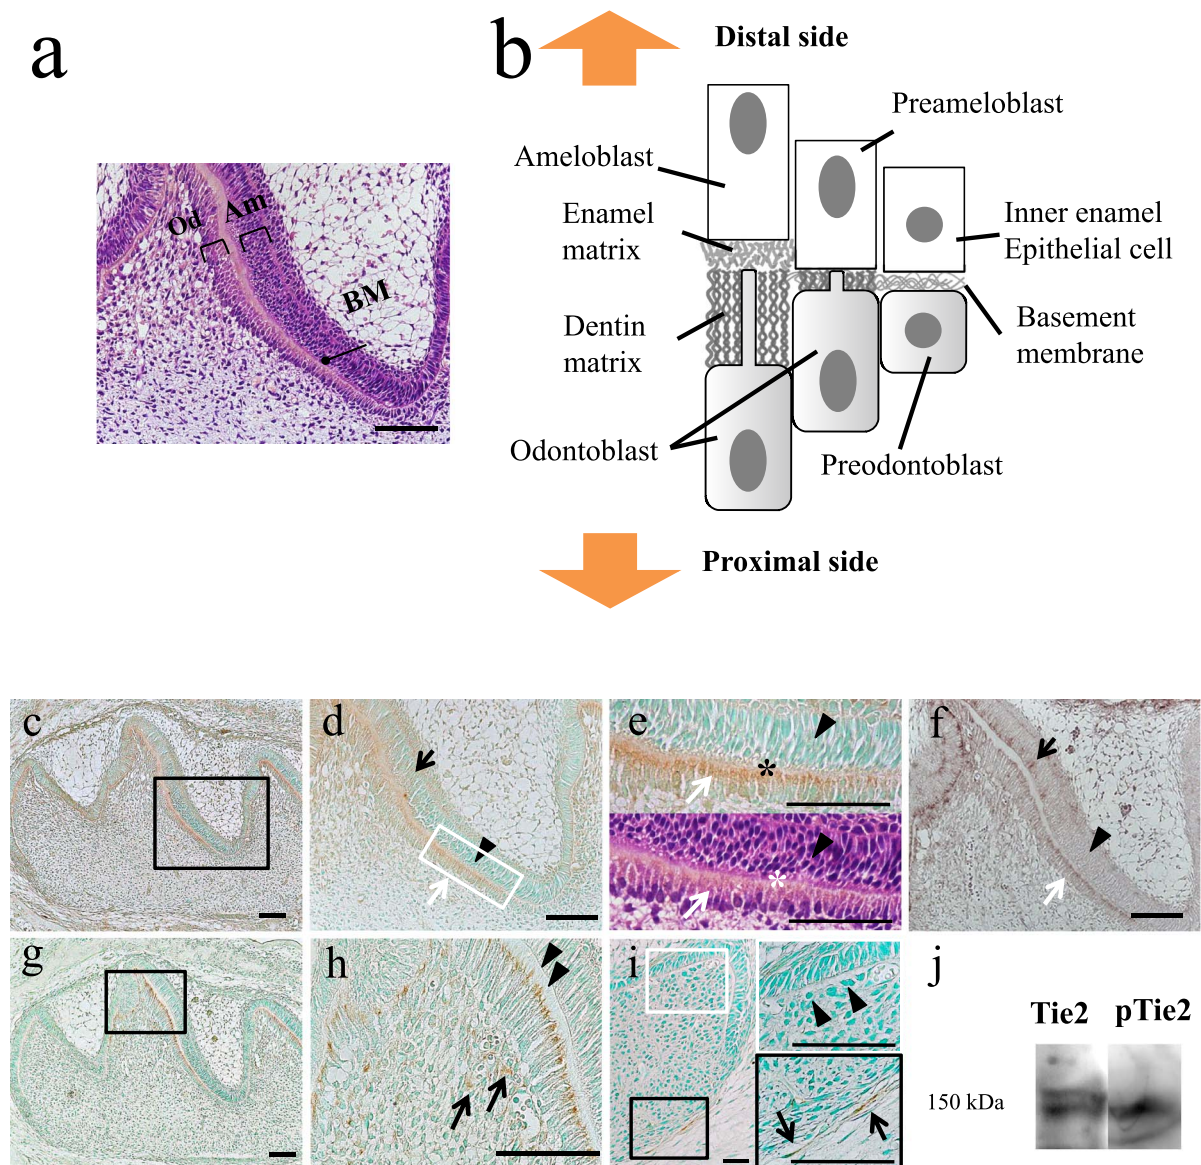 a
b
Distal side
Preameloblast
Ameloblast
Enamel
matrix
Inner enamel
Epithelial cell
Od
Am
BM
Dentin
matrix
Basement
membrane
Odontoblast
Preodontoblast
Proximal side
c
d
e
*
*
f
g
h
i
j
Tie2
pTie2
150 kDa